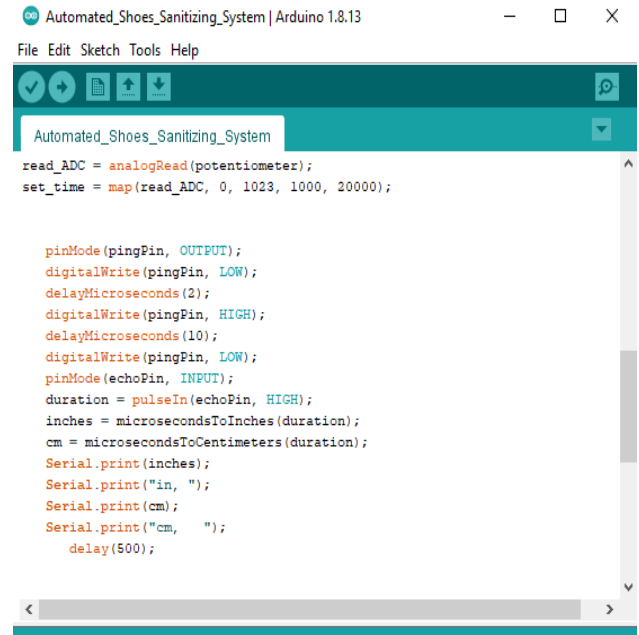 Automated_Shoes_Sanitizing_System | Arduino 1.8.13
File Edit Sketch Tools Help
Automated_Shoes_Sanitizing_System
read_ADC = analogRead(potentiometer);
set_time = map(read_ADC, 0, 1023, 1000, 20000);
pinMode(pingPin, OUTPUT);
digitalWrite(pingPin, LOW);
delayMicroseconds(2);
digitalWrite(pingPin, HIGH);
delayMicroseconds(10);
digitalWrite(pingPin, LOW);
pinMode(echoPin, INPUT);
duration = pulseIn(echoPin, HIGH);
inches = microsecondsToInches(duration);
cm = microsecondsToCentimeters(duration);
Serial.print(inches);
Serial.print("in, ");
Serial.print(cm);
Serial.print("cm,   ");
delay(500);